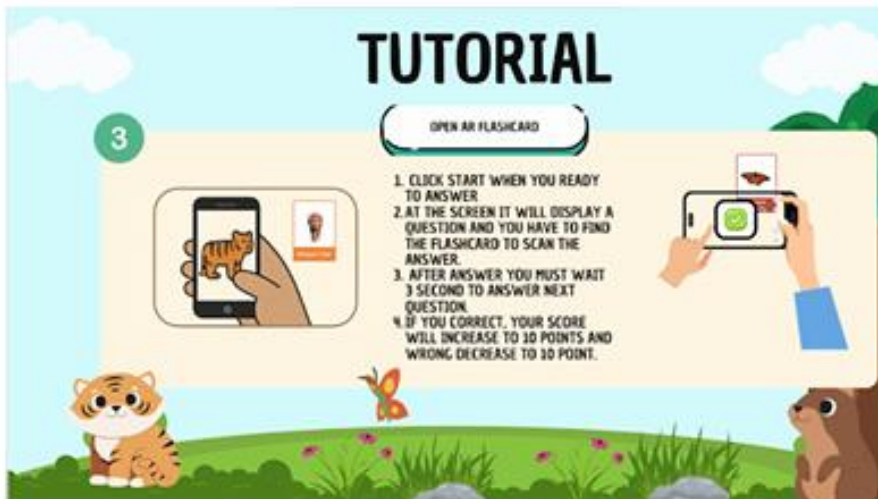 TUTORIAL
3
OPEN AR FLASHCARD
1. CLICK START WHEN YOU READY
TO ANSWER
2.AT THE SCREEN IT WILL DISPLAY A
QUESTION AND YOU HAVE TO FIND
THE FLASHCARD TO SCAN THE
ANSWER.
3. AFTER ANSWER YOU MUST WAIT
3 SECOND TO ANSWER NEXT
QUESTION.
4.IF YOU CORRECT, YOUR SCORE
WILL INCREASE TO 10 POINTS AND
WRONG DECREASE TO 10 POINT.